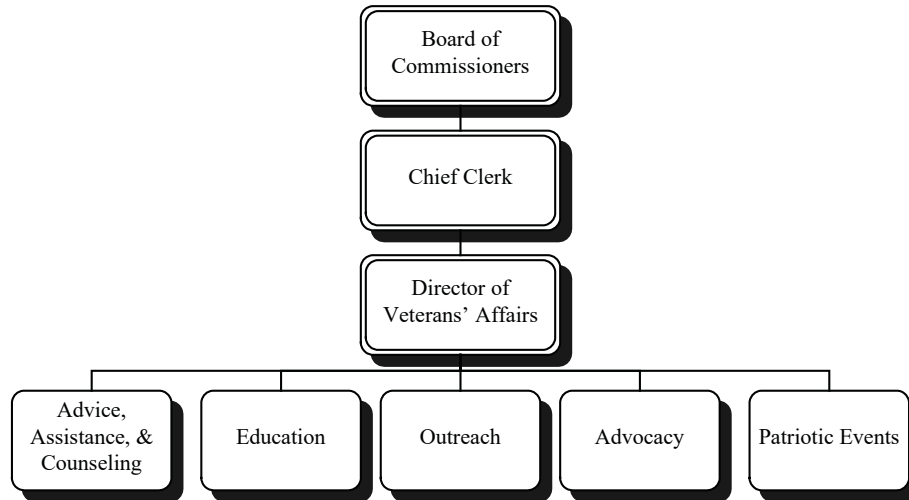 Board of
Commissioners
Chief Clerk
Director of
Veterans’ Affairs
Advice,
Assistance, &
Counseling
Education
Outreach
Advocacy
Patriotic Events